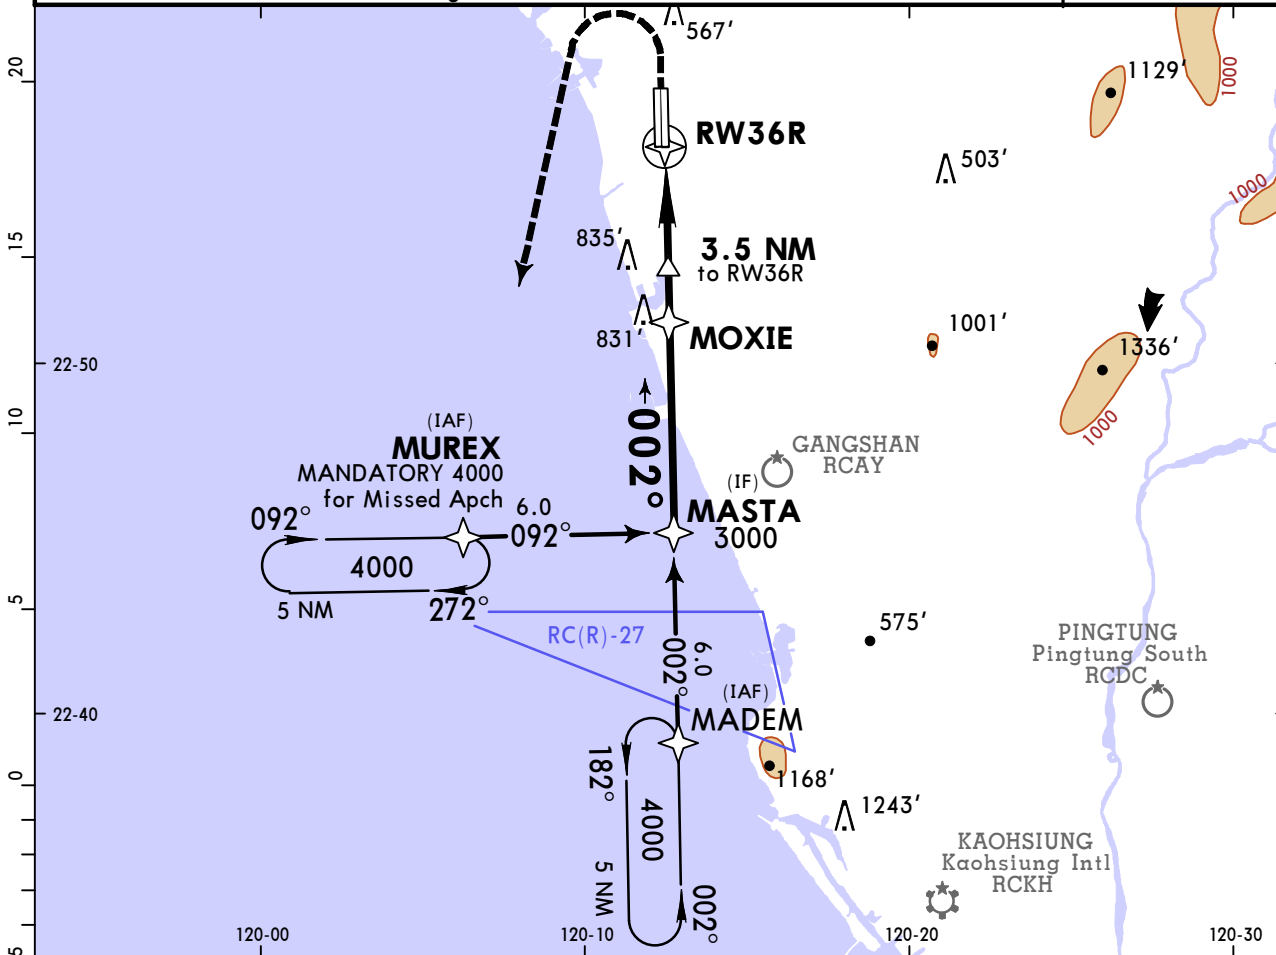 567′
20
1129′
1000
RW36R
503′
1000
835′
3.5 NM
to RW36R
15
831′
MOXIE
1001′
1336′
22-50
1000
10
002°
(IAF)
MUREX
MANDATORY 4000
for Missed Apch
GANGSHAN
RCAY
(IF)
MASTA
3000
092°
6.0
092°
4000
5 NM
272°
5
RC(R)-27
575′
PINGTUNG
Pingtung South
RCDC
6.0
002°
(IAF)
MADEM
22-40
182°
1168′
0
4000
1243′
5 NM
002°
KAOHSIUNG
Kaohsiung Intl
RCKH
120-00
120-10
120-20
120-30
5